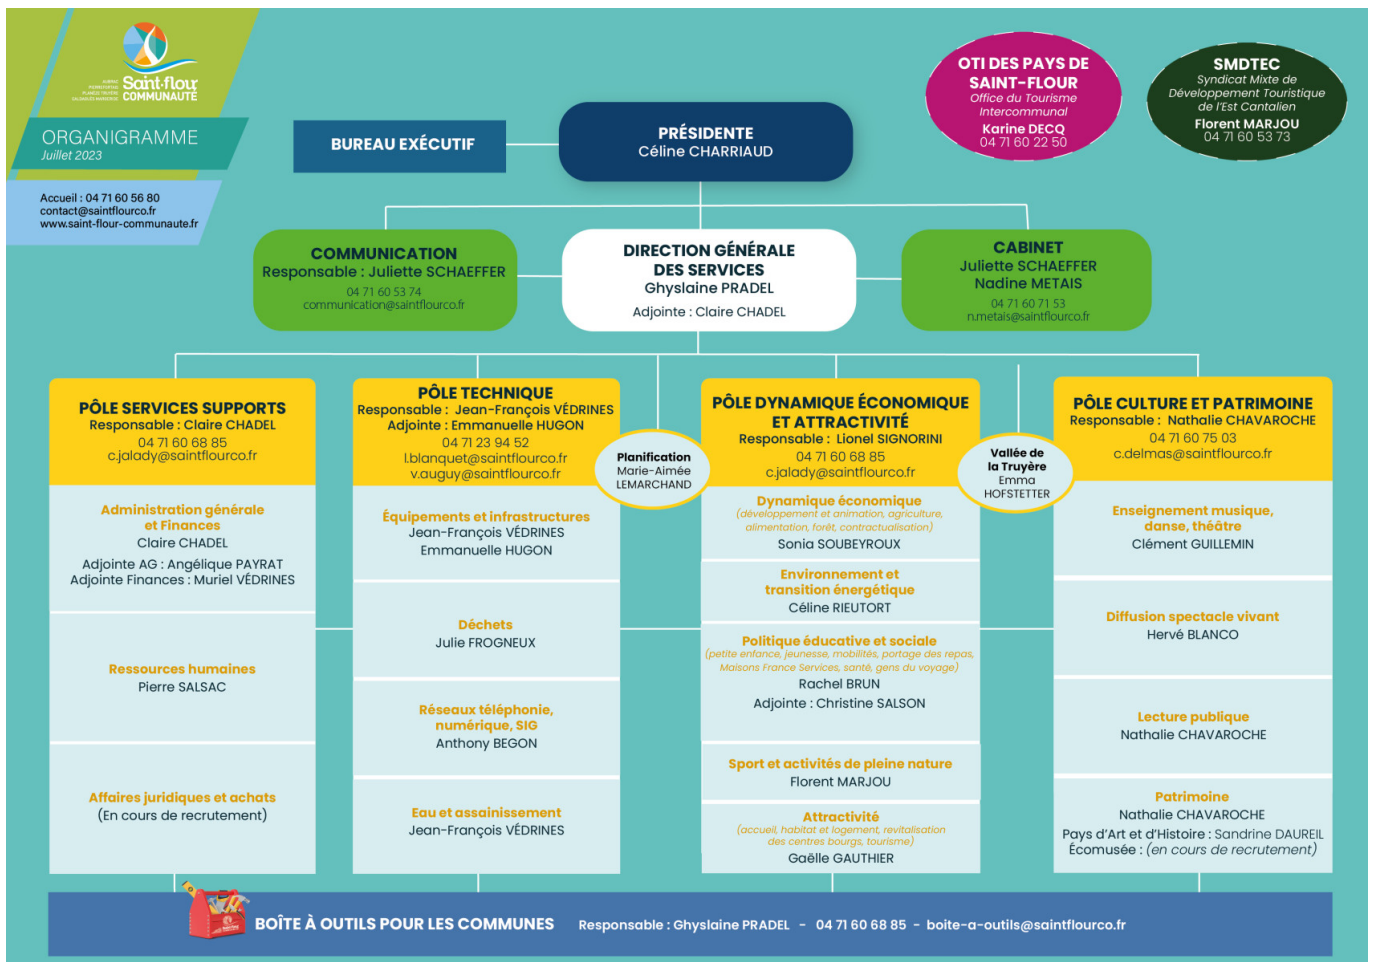 Saint-flour
COMMUNAUTÉ
ORGANIGRAMME
Juillet 2023
Accueil : 04 71 60 56 80
contact@saintflourco.fr
www.saint-flour-communaute.fr
BUREAU EXÉCUTIF
PRÉSIDENTE
Céline CHARRIAUD
OTI DES PAYS DE
SAINT-FLOUR
Office du Tourisme
Intercommunal
Karine DECQ
04 71 60 22 50
SMDTEC
Syndicat Mixte de
Développement Touristique
de l'Est Cantalien
Florent MARJOU
04 71 60 53 73
COMMUNICATION
Responsable : Juliette SCHAEFFER
04 71 60 53 74
communication@saintflourco.fr
DIRECTION GÉNÉRALE
DES SERVICES
Ghyslaine PRADEL
Adjointe : Claire CHADEL
CABINET
Juliette SCHAEFFER
Nadine METAIS
04 71 60 71 53
n.metais@saintflourco.fr
PÔLE SERVICES SUPPORTS
Responsable : Claire CHADEL
04 71 60 68 85
c.jalady@saintflourco.fr
Administration générale
et Finances
Claire CHADEL
Adjointe AG : Angélique PAYRAT
Adjointe Finances : Muriel VÉDRINES
Ressources humaines
Pierre SALSAC
Affaires juridiques et achats
(En cours de recrutement)
PÔLE TECHNIQUE
Responsable : Jean-François VÉDRINES
Adjointe : Emmanuelle HUGON
04 71 23 94 52
l.blanquet@saintflourco.fr
v.auguy@saintflourco.fr
Équipements et infrastructures
Jean-François VÉDRINES
Emmanuelle HUGON
Déchets
Julie FROGNEUX
Réseaux téléphonie,
numérique, SIG
Anthony BEGON
Eau et assainissement
Jean-François VÉDRINES
Planification
Marie-Aimée
LEMARCHAND
PÔLE DYNAMIQUE ÉCONOMIQUE
ET ATTRACTIVITÉ
Responsable : Lionel SIGNORINI
04 71 60 68 85
c.jalady@saintflourco.fr
Dynamique économique
(développement et animation, agriculture,
alimentation, forêt, contractualisation)
Sonia SOUBEYROUX
Environnement et
transition énergétique
Céline RIEUTORT
Politique éducative et sociale
(petite enfance, jeunesse, mobilités, portage des repas,
Maisons France Services, santé, gens du voyage)
Rachel BRUN
Adjointe : Christine SALSON
Sport et activités de pleine nature
Florent MARJOU
Attractivité
(accueil, habitat et logement, revitalisation
des centres bourgs, tourisme)
Gaëlle GAUTHIER
Vallée de
la Truyère
Emma
HOFSTETTER
PÔLE CULTURE ET PATRIMOINE
Responsable : Nathalie CHAVAROCHE
04 71 60 75 03
c.delmas@saintflourco.fr
Enseignement musique,
danse, théâtre
Clément GUILLEMIN
Diffusion spectacle vivant
Hervé BLANCO
Lecture publique
Nathalie CHAVAROCHE
Patrimoine
Nathalie CHAVAROCHE
Pays d'Art et d'Histoire : Sandrine DAUREIL
Écomusée : (en cours de recrutement)
BOÎTE À OUTILS POUR LES COMMUNES Responsable : Ghyslaine PRADEL - 04 71 60 68 85 - boite-a-outils@saintflourco.fr